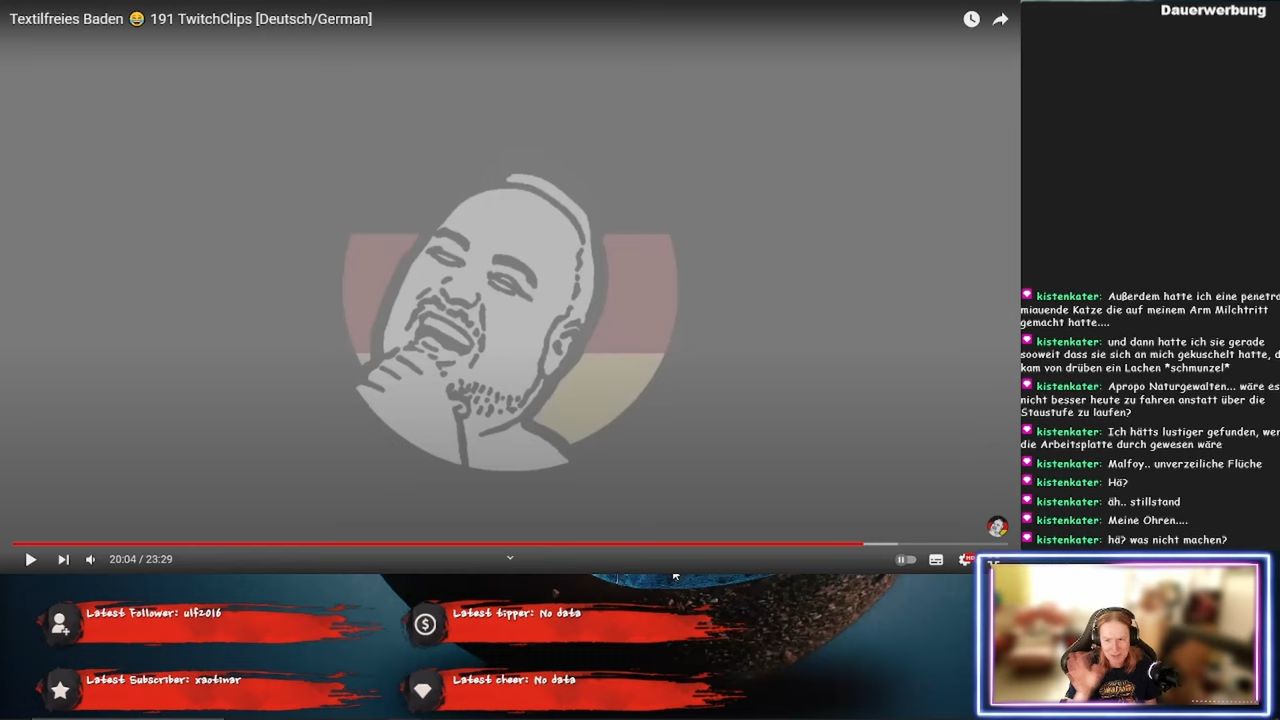 Textilfreies Baden 😂 191 TwitchClips [Deutsch/German]
Dauerwerbung
kistenkater: Außerdem hatte ich eine penetra
miauende Katze die auf meinem Arm Milchtritt
gemacht hatte....
kistenkater: und dann hatte ich sie gerade
sooweit dass sie sich an mich gekuschelt hatte, d
kam von drüben ein Lachen *schmunzel*
kistenkater: Apropo Naturgewalten... wäre es
nicht besser heute zu fahren anstatt über die
Staustufe zu laufen?
kistenkater: Ich hätts lustiger gefunden, wen
die Arbeitsplatte durch gewesen wäre
kistenkater: Malfoy.. unverzeiliche Flüche
kistenkater: Hä?
kistenkater: äh.. stillstand
kistenkater: Meine Ohren....
kistenkater: hä? was nicht machen?
20:04 / 23:29
HD
Latest Follower: ulf2016
Latest tipper: No data
Latest Subscriber: xaotinar
Latest cheer: No data